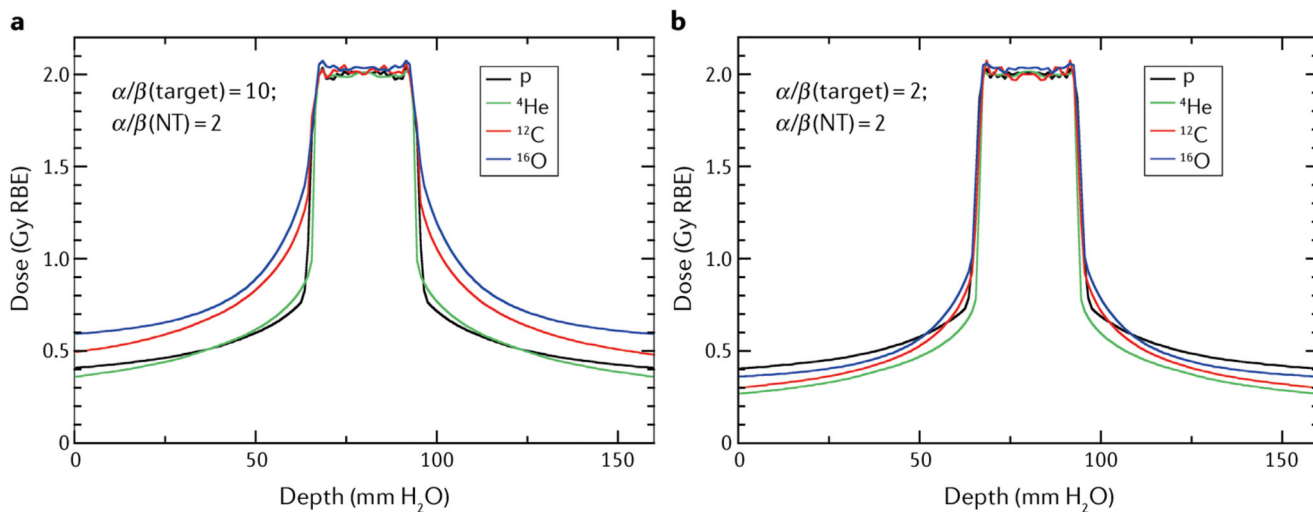 a
α/β(target) = 10;
α/β(NT) = 2
p
⁴He
¹²C
¹⁶O
Dose (Gy RBE)
2.0
1.5
1.0
0.5
0
0
50
100
150
Depth (mm H₂O)
b
α/β(target) = 2;
α/β(NT) = 2
p
⁴He
¹²C
¹⁶O
Dose (Gy RBE)
2.0
1.5
1.0
0.5
0
0
50
100
150
Depth (mm H₂O)